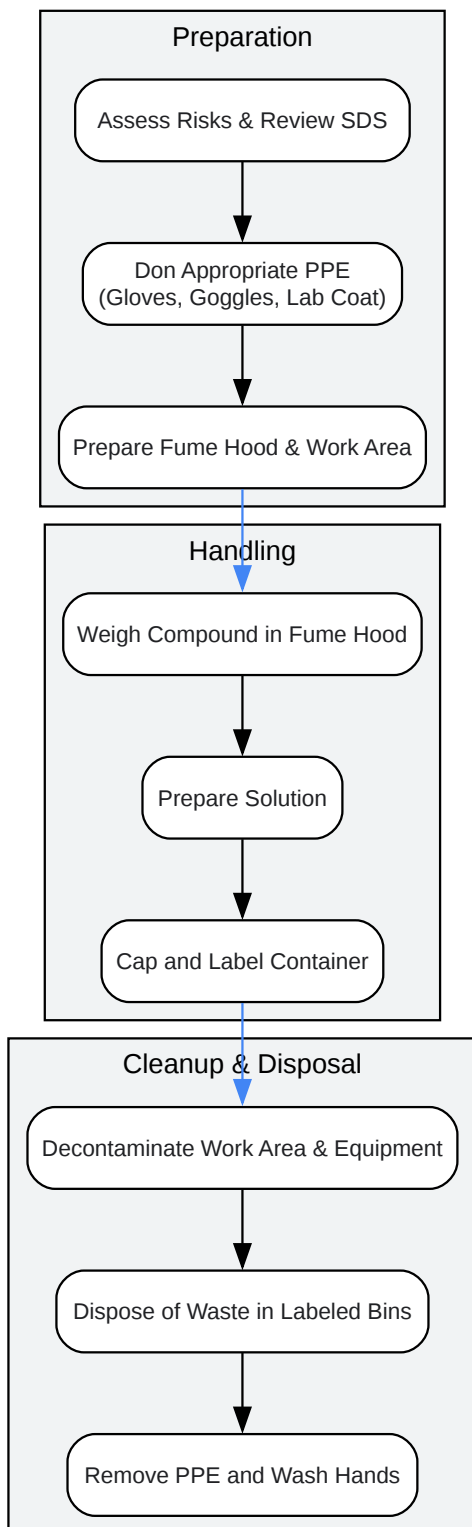 Preparation
Assess Risks & Review SDS
Don Appropriate PPE
(Gloves, Goggles, Lab Coat)
Prepare Fume Hood & Work Area
Handling
Weigh Compound in Fume Hood
Prepare Solution
Cap and Label Container
Cleanup & Disposal
Decontaminate Work Area & Equipment
Dispose of Waste in Labeled Bins
Remove PPE and Wash Hands